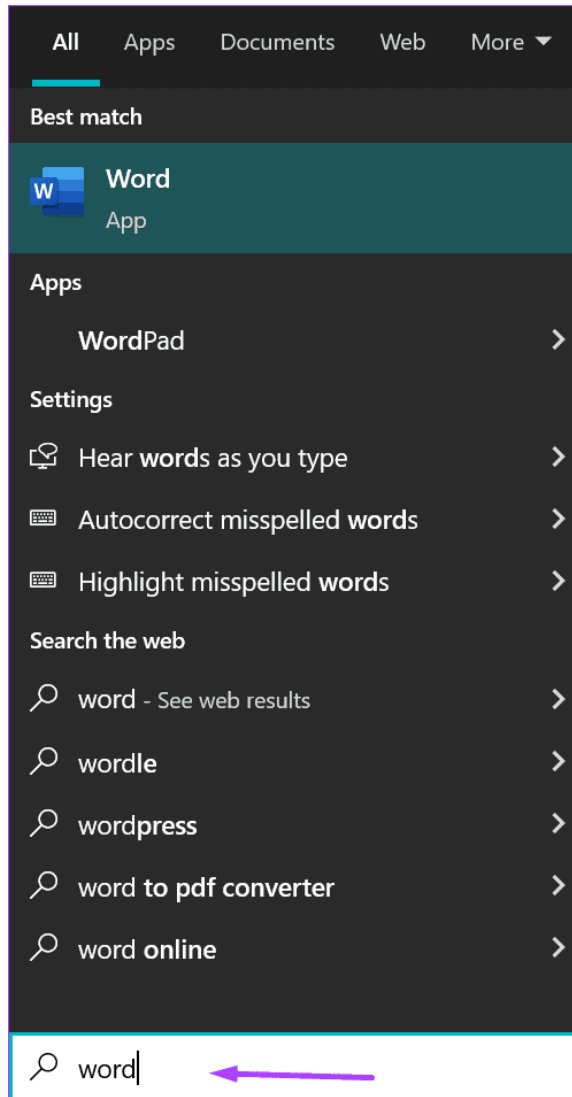 All Apps Documents Web More
Best match
W
Word
App
Apps
WordPad
Settings
Hear words as you type
Autocorrect misspelled words
Highlight misspelled words
Search the web
word - See web results
wordle
wordpress
word to pdf converter
word online
word